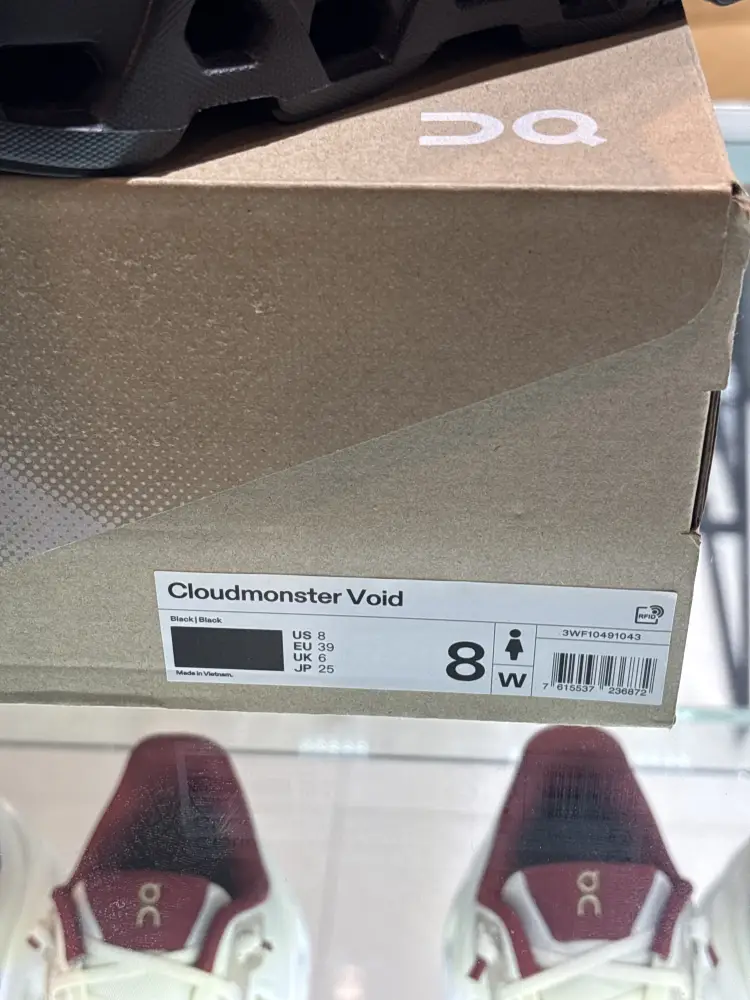 Cloudmonster Void
RFID
Black | Black
US 8
EU 39
UK 6
JP 25
Made in Vietnam.
8
W
3WF10491043
7 615537 236872